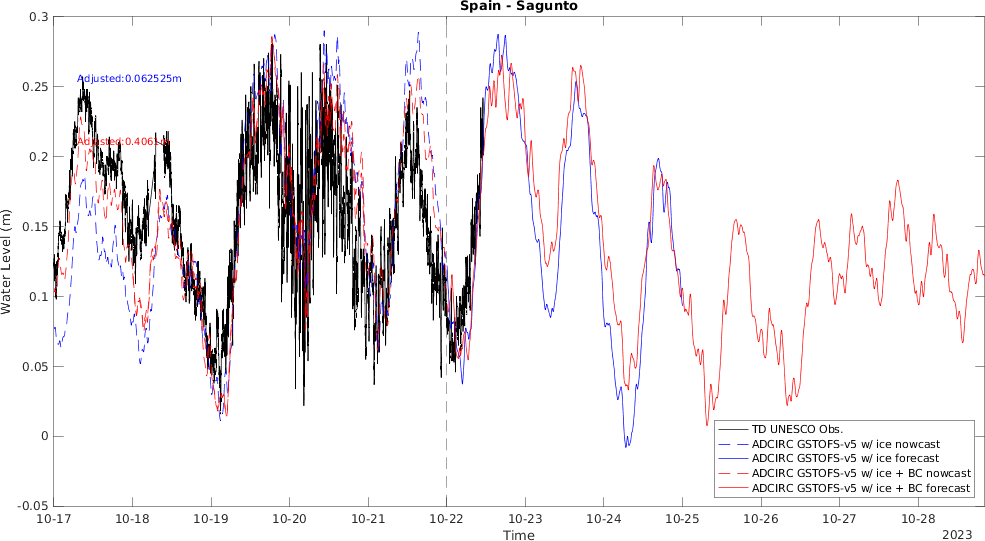 Spain - Sagunto
0.3
0.25
0.2
0.15
0.1
0.05
0
-0.05
Water Level (m)
Adjusted:0.062525m
10-17
10-18
10-19
10-20
10-21
10-22
10-23
10-24
10-25
10-26
10-27
10-28
Time
2023
TD UNESCO Obs.
ADCIRC GSTOFS-v5 w/ ice nowcast
ADCIRC GSTOFS-v5 w/ ice forecast
ADCIRC GSTOFS-v5 w/ ice + BC nowcast
ADCIRC GSTOFS-v5 w/ ice + BC forecast